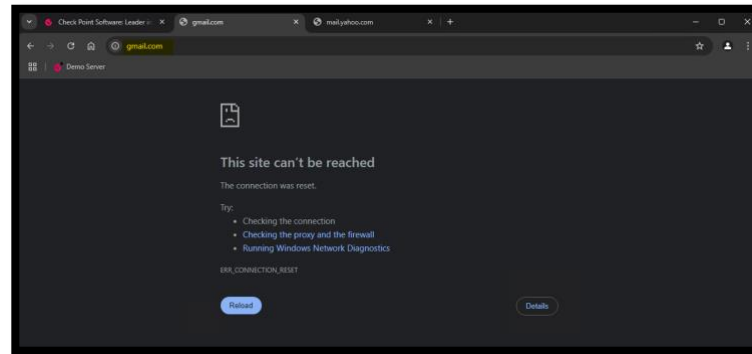 Check Point Software: Leader i
gmail.com
mail.yahoo.com
gmail.com
Demo Server
This site can't be reached
The connection was reset.
Try:
• Checking the connection
• Checking the proxy and the firewall
• Running Windows Network Diagnostics
ERR_CONNECTION_RESET
Reload
Details